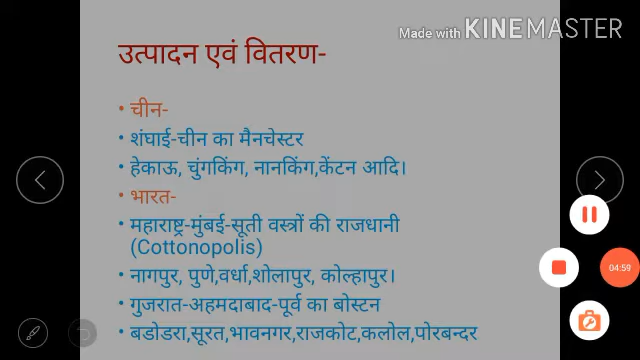 Made with KINEMASTER
उत्पादन एवं वितरण-
• चीन-
• शंघाई-चीन का मैनचेस्टर
• हेकाऊ, चुंगकिंग, नानकिंग,केंटन आदि।
• भारत-
• महाराष्ट्र-मुंबई-सूती वस्त्रों की राजधानी
(Cottonopolis)
• नागपुर, पुणे,वर्धा,शोलापुर, कोल्हापुर।
• गुजरात-अहमदाबाद-पूर्व का बोस्टन
• बडोडरा,सूरत,भावनगर,राजकोट,कलोल,पोरबन्दर
04:59